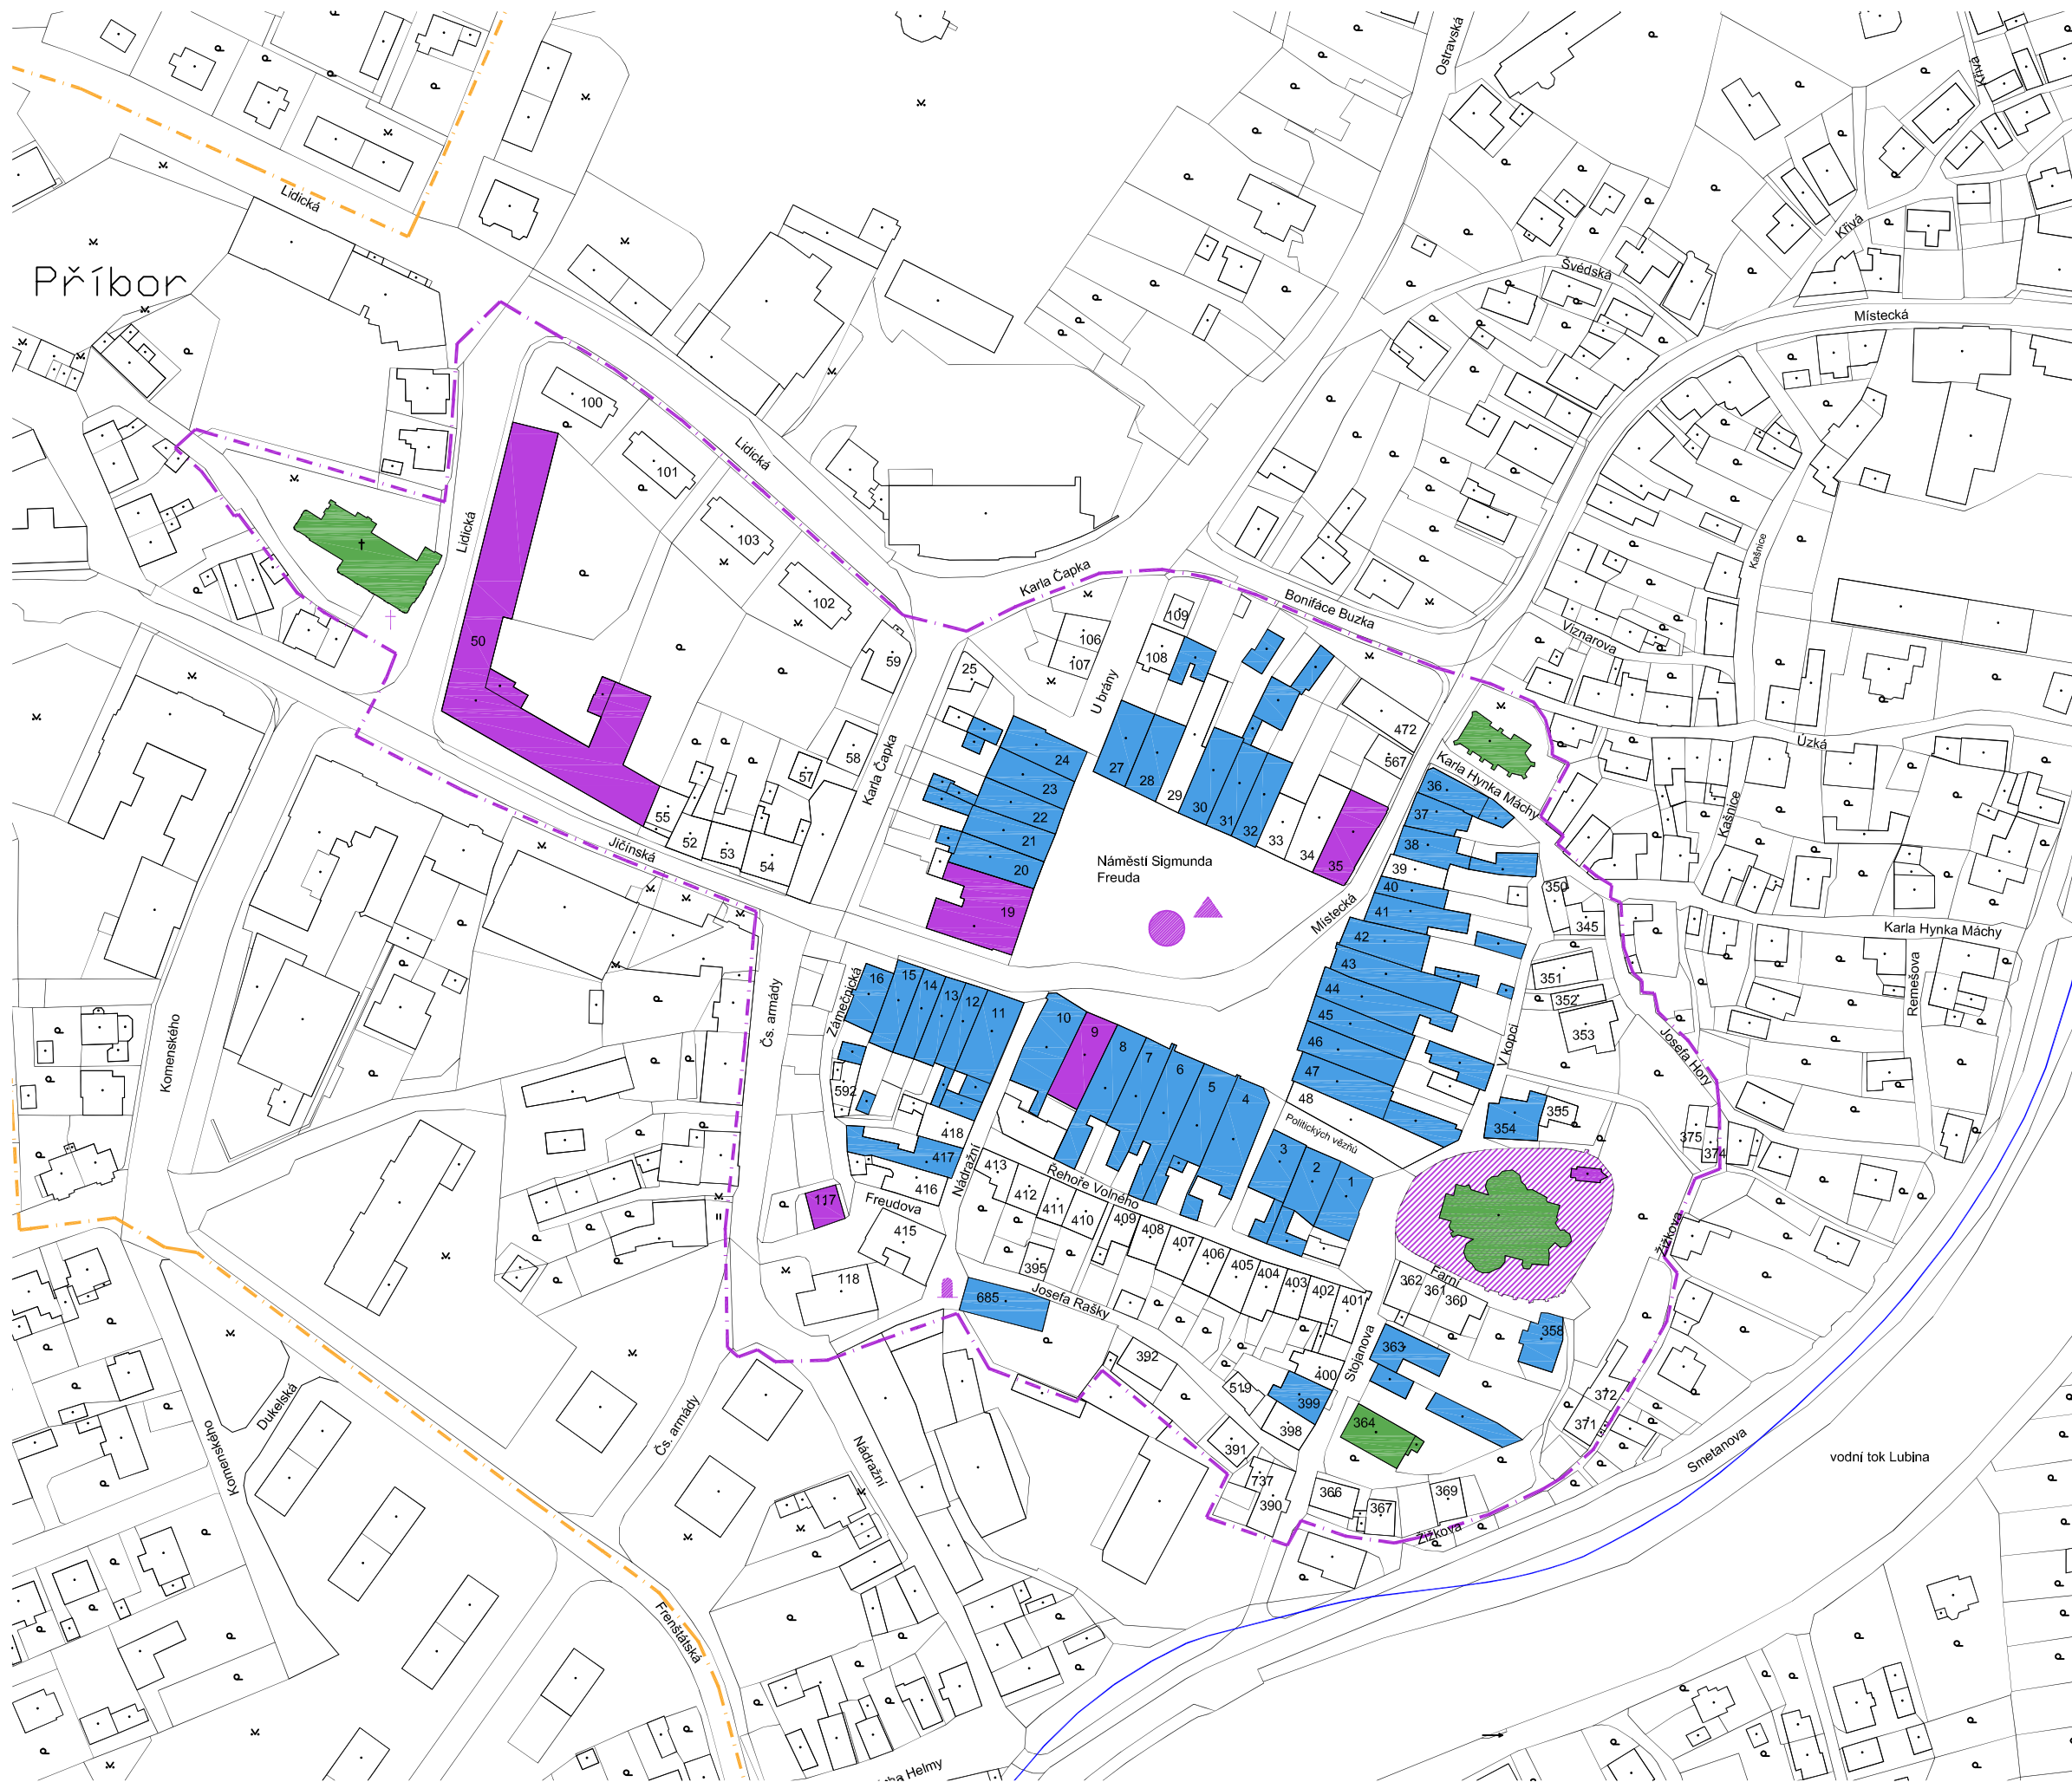 Ostravská
Křivá
Lidická
Křivá
Příbor
Švédská
Místecká
100
Lidická
101
Lidická
103
Kašnice
Karla Čapka
102
Bonifáce Buzka
109
106
Víznarova
50
59
108
107
25
U brány
472
Úzká
58
24
567
Karla Hynka Máchy
57
27
28
23
36
Karla Čapka
29
30
37
Kašnice
55
22
31
32
52
Jičínská
53
21
33
38
54
20
34
35
39
Náměstí Sigmunda
Freuda
40
350
19
41
345
Místecká
Karla Hynka Máchy
42
43
351
16
15
14
13
12
11
44
352
Remešova
Zámečnická
Čs. armády
10
9
45
353
8
7
46
V kopci
Josefa Hory
Komenského
6
5
47
592
4
48
355
Politických vězňů
354
418
375
3
374
417
2
413
Řehoře Volného
1
416
Nádražní
412
117
Freudova
411
410
409
415
408
407
406
Žižkova
395
405
404
403
Farní
118
402
362
361
360
685
Josefa Rašky
401
358
363
392
Stojanova
400
519
399
372
364
371
398
391
Dukelská
Čs. armády
Komenského
Nádražní
Smetanova
vodní tok Lubina
737
366
369
390
367
Žižkova
Frenštátská
Helmy